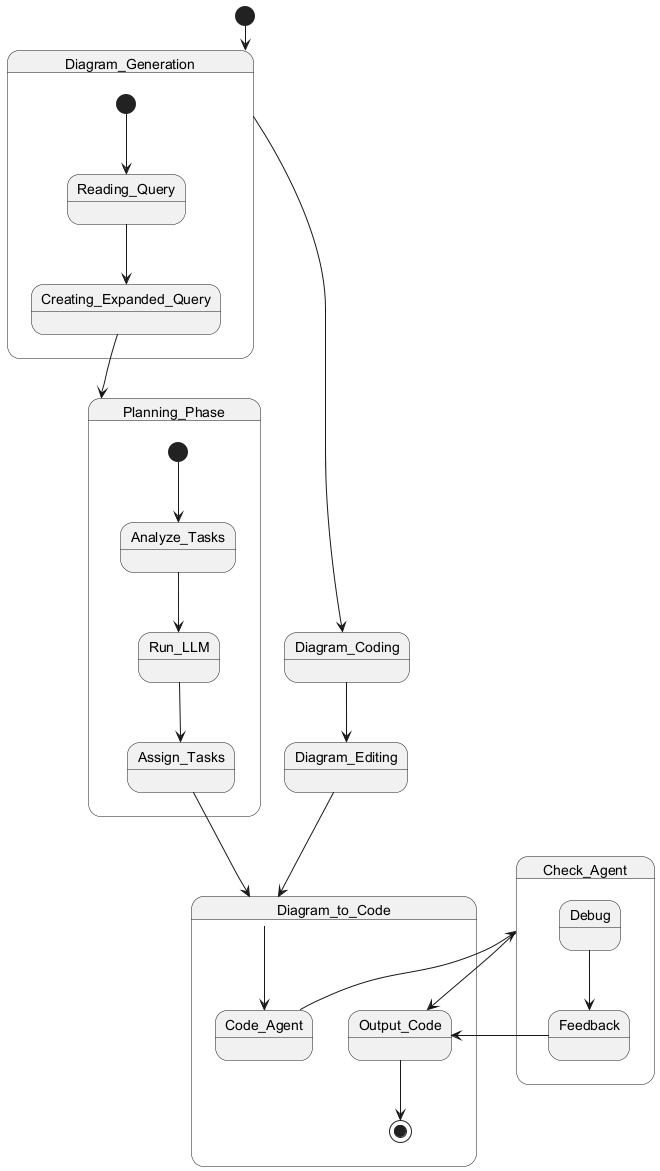 Diagram_Generation
Reading_Query
Creating_Expanded_Query
Planning_Phase
Analyze_Tasks
Run_LLM
Diagram_Coding
Assign_Tasks
Diagram_Editing
Check_Agent
Diagram_to_Code
Debug
Code_Agent
Output_Code
Feedback